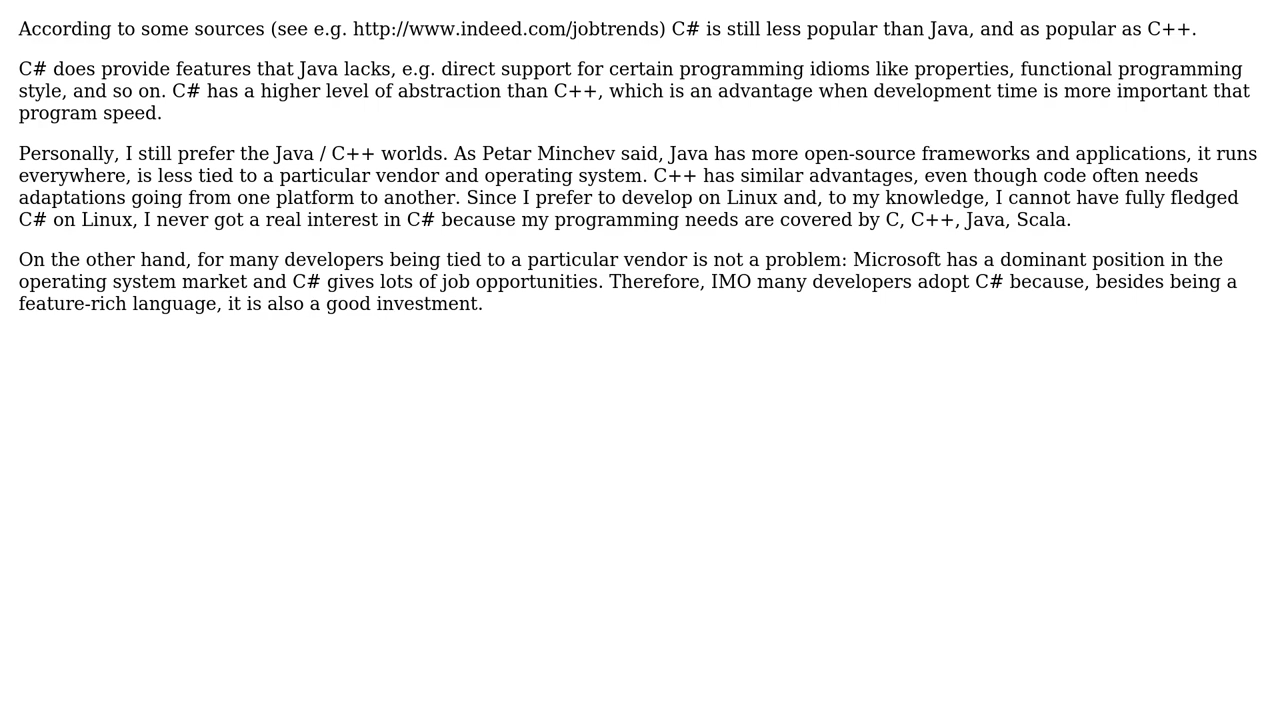 According to some sources (see e.g. http://www.indeed.com/jobtrends) C# is still less popular than Java, and as popular as C++.
C# does provide features that Java lacks, e.g. direct support for certain programming idioms like properties, functional programming
style, and so on. C# has a higher level of abstraction than C++, which is an advantage when development time is more important that
program speed.
Personally, I still prefer the Java / C++ worlds. As Petar Minchev said, Java has more open-source frameworks and applications, it runs
everywhere, is less tied to a particular vendor and operating system. C++ has similar advantages, even though code often needs
adaptations going from one platform to another. Since I prefer to develop on Linux and, to my knowledge, I cannot have fully fledged
C# on Linux, I never got a real interest in C# because my programming needs are covered by C, C++, Java, Scala.
On the other hand, for many developers being tied to a particular vendor is not a problem: Microsoft has a dominant position in the
operating system market and C# gives lots of job opportunities. Therefore, IMO many developers adopt C# because, besides being a
feature-rich language, it is also a good investment.